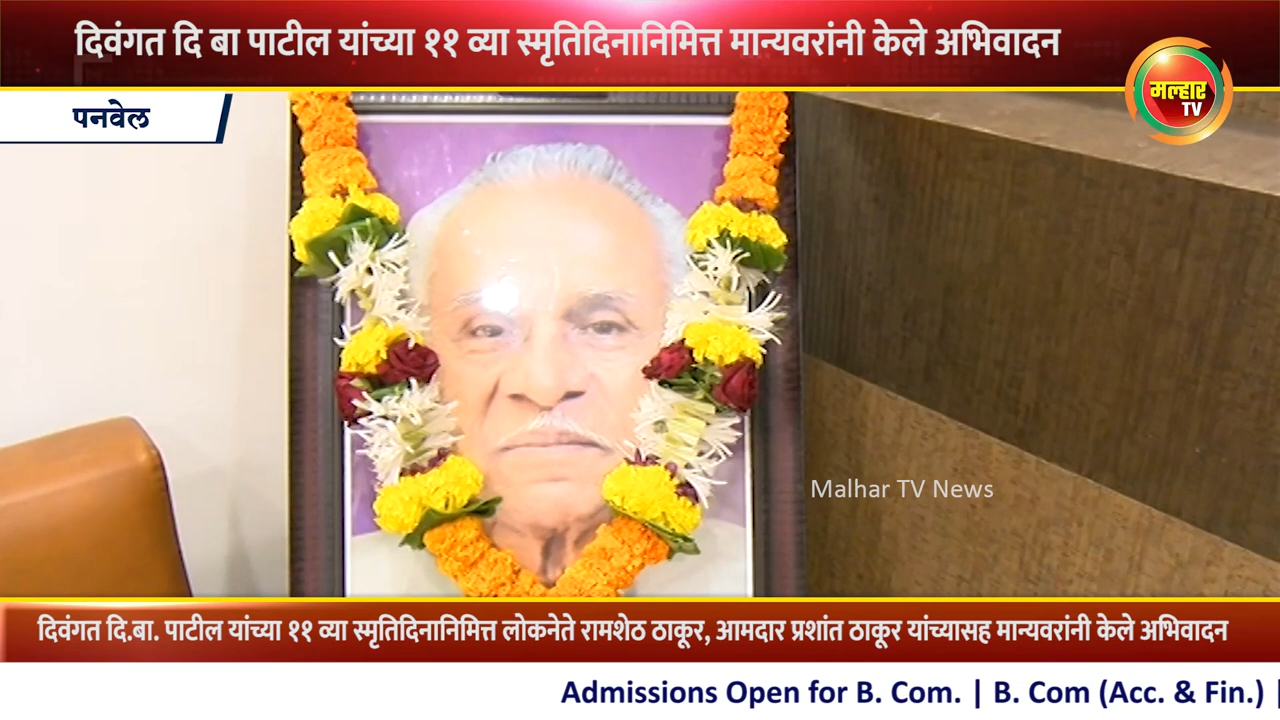 दिवंगत दि बा पाटील यांच्या ११ व्या स्मृतिदिनानिमित्त मान्यवरांनी केले अभिवादन
मल्हार
TV
पनवेल
Malhar TV News
दिवंगत दि.बा. पाटील यांच्या ११ व्या स्मृतिदिनानिमित्त लोकनेते रामशेठ ठाकूर, आमदार प्रशांत ठाकूर यांच्यासह मान्यवरांनी केले अभिवादन
Admissions Open for B. Com. | B. Com (Acc. & Fin.) |